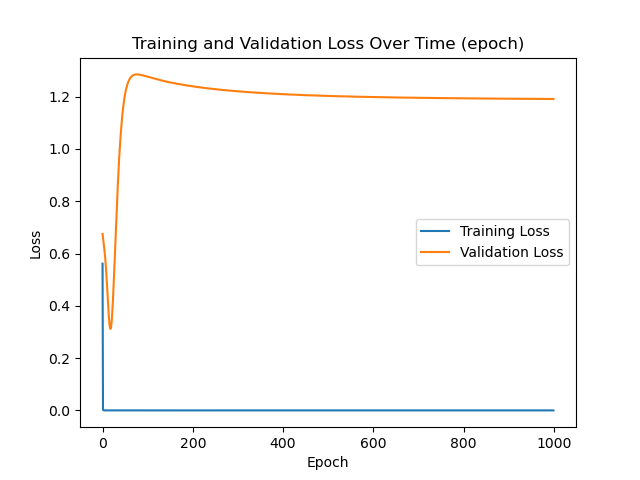 Training and Validation Loss Over Time (epoch)
Loss
1.2
1.0
0.8
0.6
0.4
0.2
0.0
Training Loss
Validation Loss
0 200 400 600 800 1000
Epoch